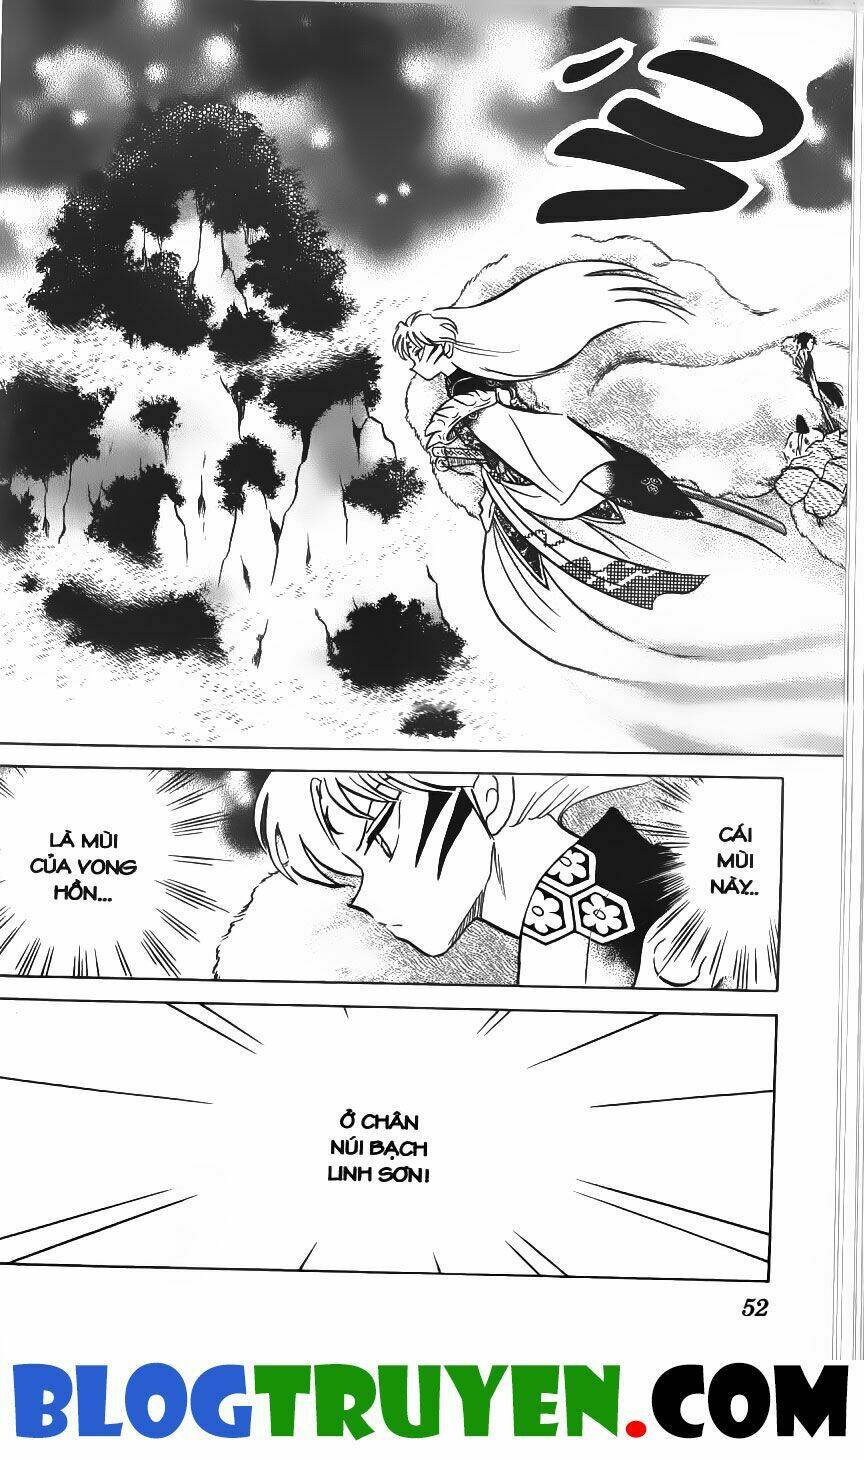 VÙ
CÁI
MÙI
NÀY..
LÀ MÙI
CỦA VONG
HỒN...
Ở CHÂN
NÚI BẠCH
LINH SƠN!
52
BLOGTRUYEN.COM